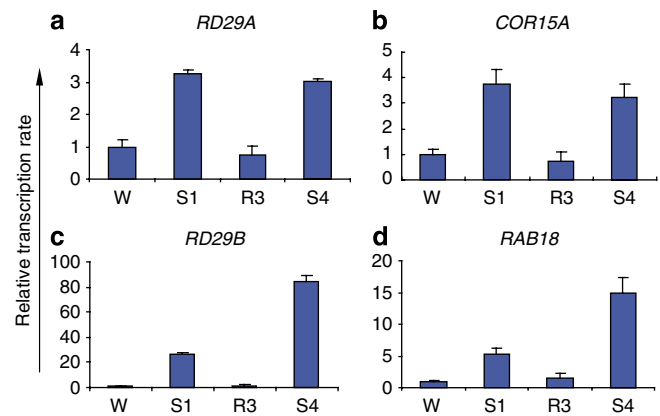 a
RD29A
4
3
2
1
0
W S1 R3 S4
b
COR15A
5
4
3
2
1
0
W S1 R3 S4
c
RD29B
100
80
60
40
20
0
W S1 R3 S4
d
RAB18
20
15
10
5
0
W S1 R3 S4
Relative transcription rate